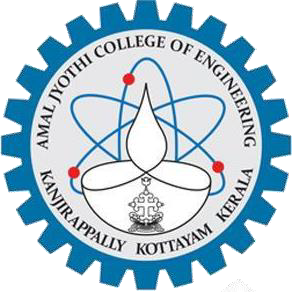 AMAL JYOTHI COLLEGE OF ENGINEERING
KANJIRAPPALLY KOTTAYAM KERALA